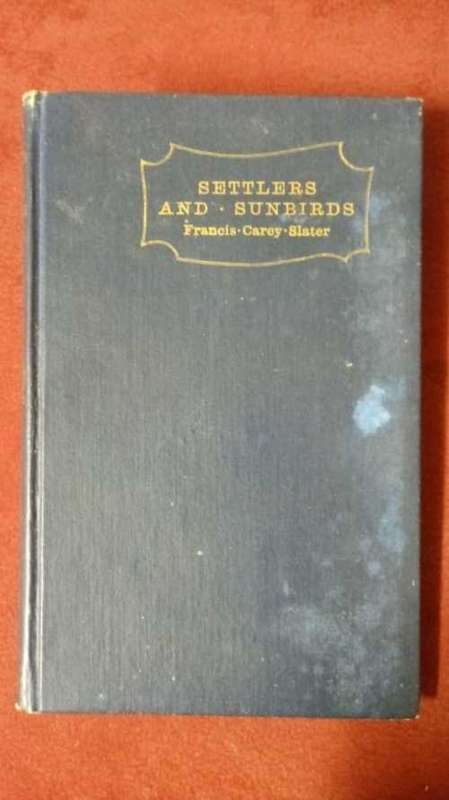 SETTLERS
AND · SUNBIRDS
Francis · Carey · Slater